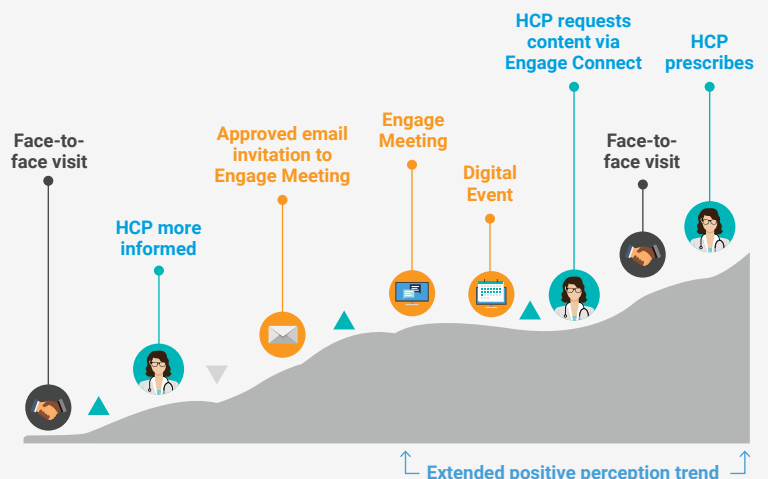 Face-to-
face visit
HCP more
informed
Approved email
invitation to
Engage Meeting
Engage
Meeting
Digital
Event
HCP requests
content via
Engage Connect
Face-to-
face visit
HCP
prescribes
Extended positive perception trend